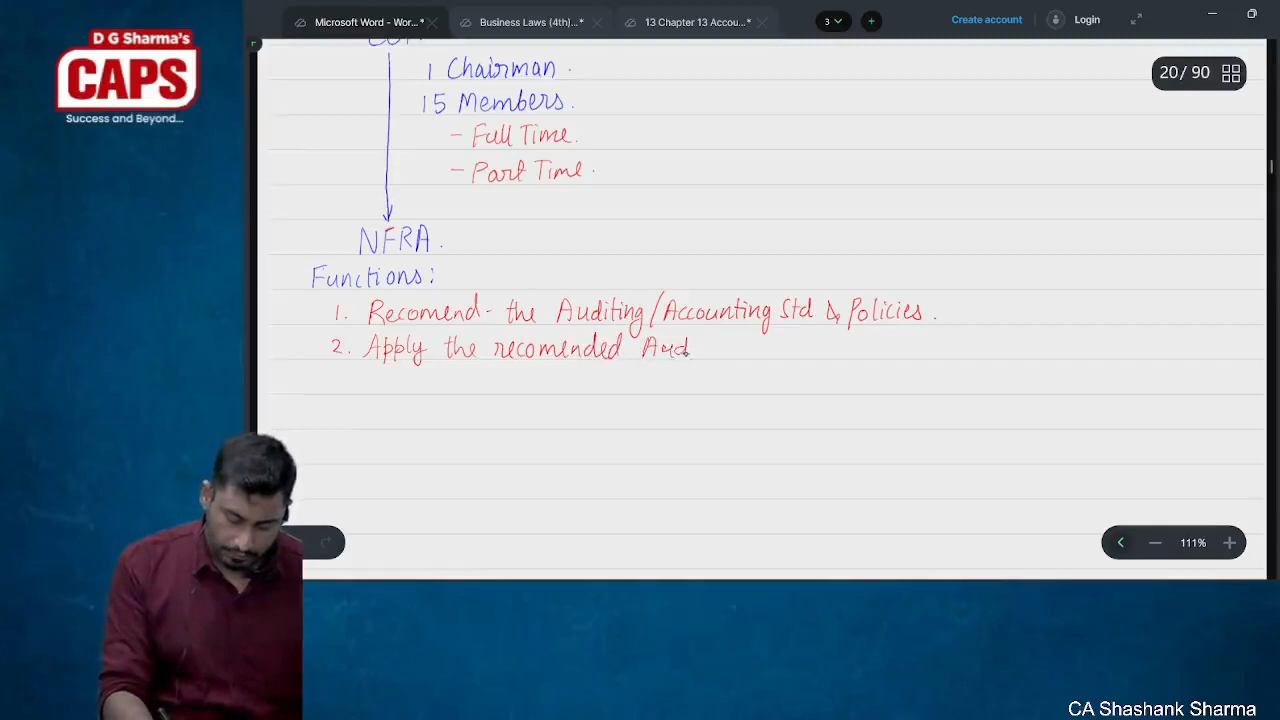 D G Sharma's
CAPS
Success and Beyond...
Microsoft Word - Wor...*
Business Laws (4th)...*
13 Chapter 13 Accou...*
3
Create account
Login
20/ 90
1 Chairman.
15 Members.
- Full Time.
- Part Time.
NFRA.
Functions:
1. Recomend- the Auditing/Accounting Std & Policies.
2. Apply the recomended Aud
111%
CA Shashank Sharma